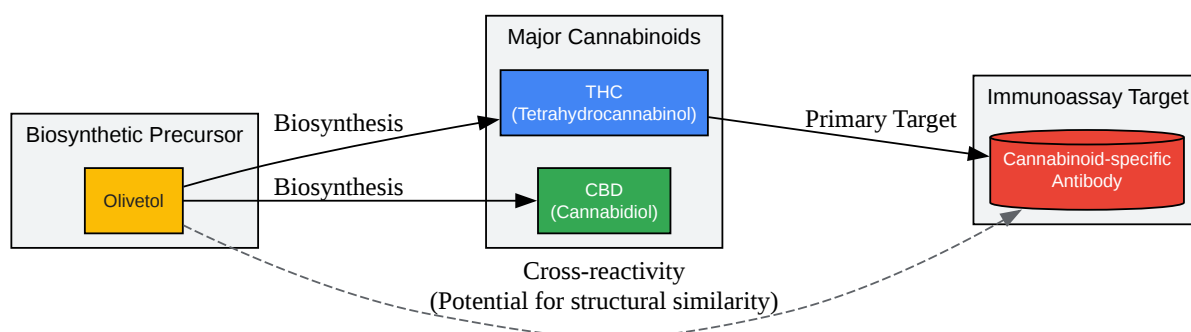 Major Cannabinoids
THC
(Tetrahydrocannabinol)
Immunoassay Target
Biosynthesis
Primary Target
Biosynthetic Precursor
Cannabinoid-specific
Antibody
Olivetol
Biosynthesis
CBD
(Cannabidiol)
Cross-reactivity
(Potential for structural similarity)